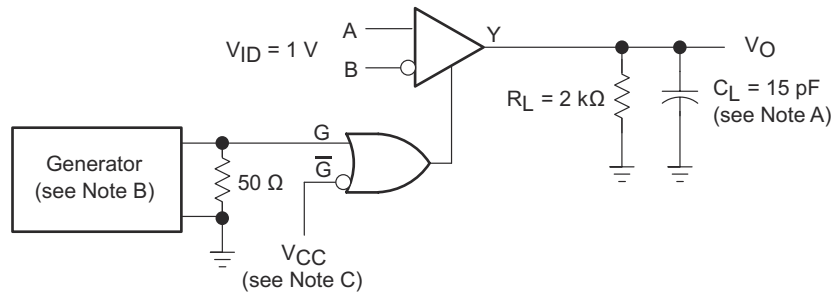 A
Y
V_O
V_ID = 1 V
B
R_L = 2 kΩ
C_L = 15 pF
(see Note A)
G
G̅
Generator
(see Note B)
50 Ω
V_CC
(see Note C)